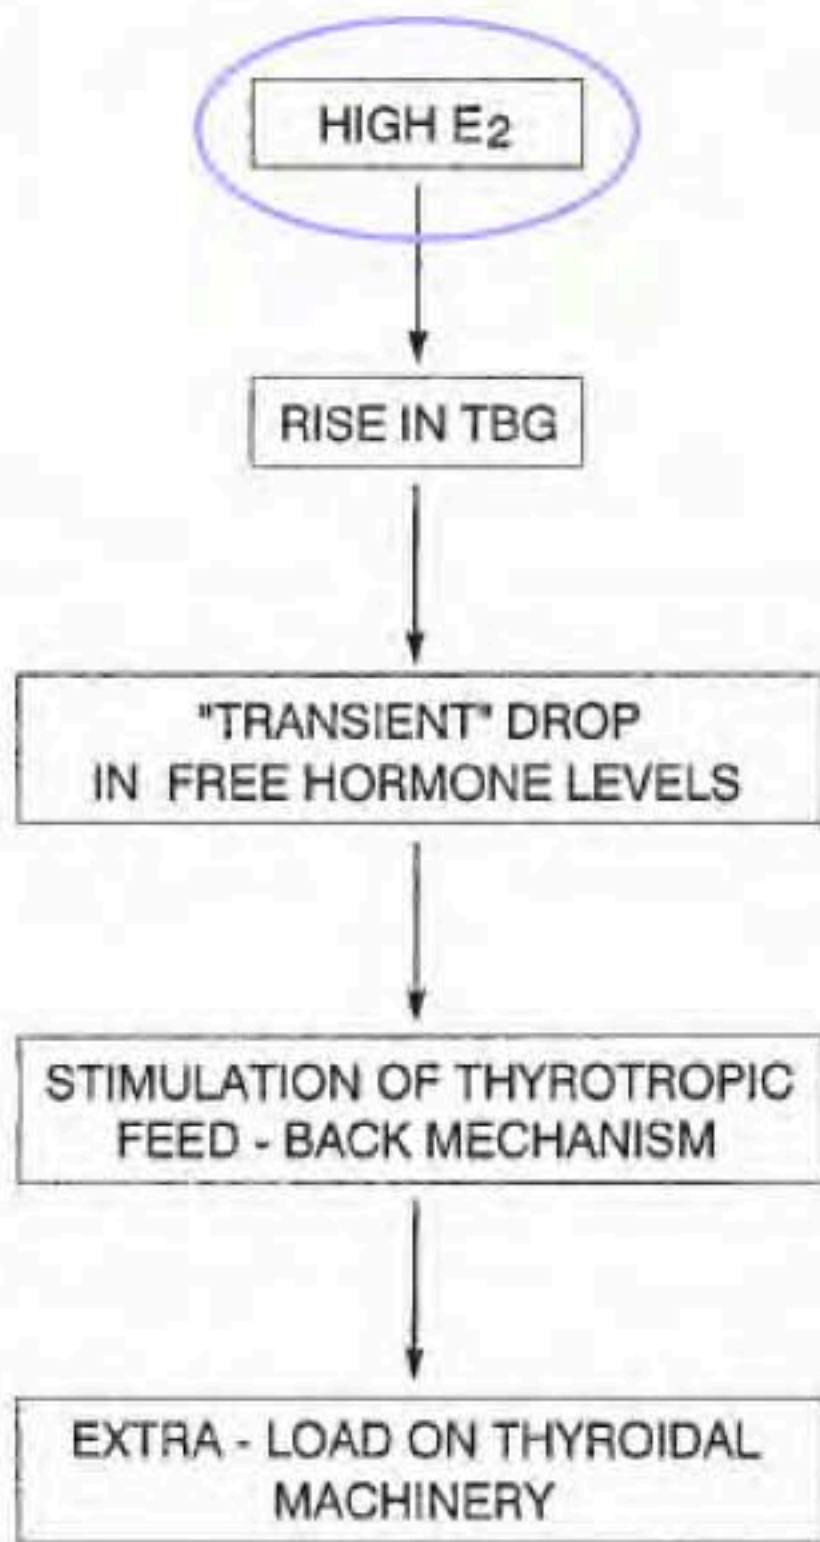 HIGH E2
RISE IN TBG
"TRANSIENT" DROP
IN FREE HORMONE LEVELS
STIMULATION OF THYROTROPIC
FEED - BACK MECHANISM
EXTRA - LOAD ON THYROIDAL
MACHINERY